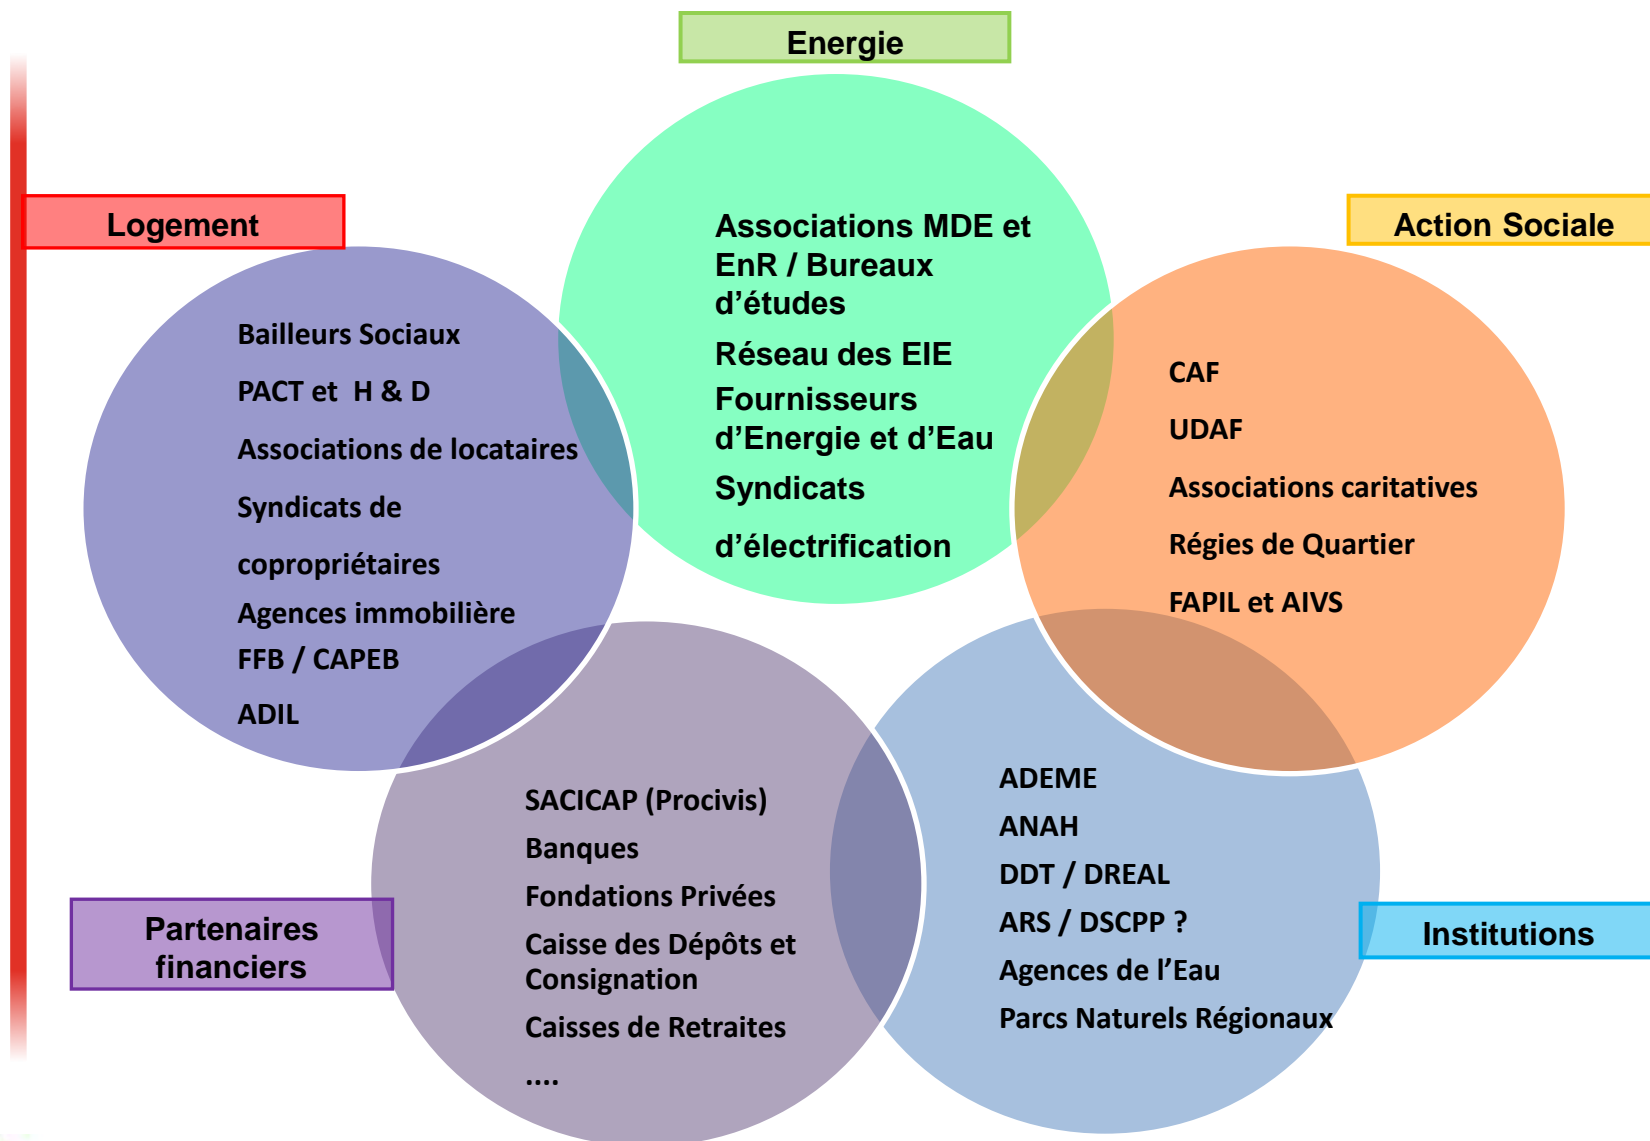 Energie
Associations MDE et
EnR / Bureaux
d’études
Réseau des EIE
Fournisseurs
d’Energie et d’Eau
Syndicats
d’électrification
Logement
Bailleurs Sociaux
PACT et  H & D
Associations de locataires
Syndicats de
copropriétaires
Agences immobilière
FFB / CAPEB
ADIL
Action Sociale
CAF
UDAF
Associations caritatives
Régies de Quartier
FAPIL et AIVS
Partenaires
financiers
SACICAP (Procivis)
Banques
Fondations Privées
Caisse des Dépôts et
Consignation
Caisses de Retraites
....
Institutions
ADEME
ANAH
DDT / DREAL
ARS / DSCPP ?
Agences de l’Eau
Parcs Naturels Régionaux